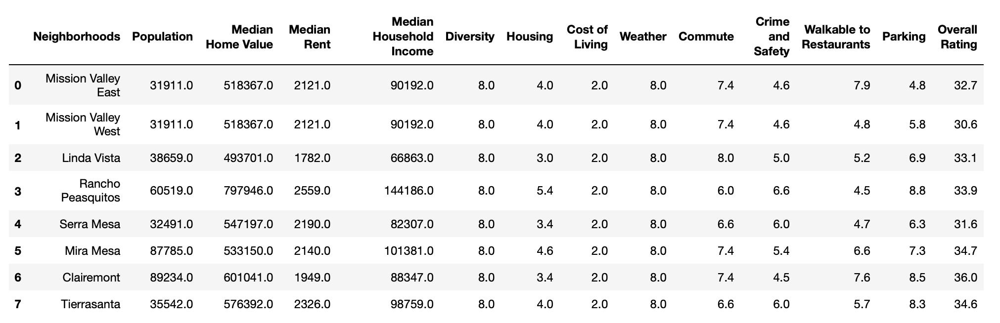 Neighborhoods Population Median Home Value Median Rent Median Household Income Diversity Housing Cost of Living Weather Commute Crime and Safety Walkable to Restaurants Parking Overall Rating
0 Mission Valley East 31911.0 518367.0 2121.0 90192.0 8.0 4.0 2.0 8.0 7.4 4.6 7.9 4.8 32.7
1 Mission Valley West 31911.0 518367.0 2121.0 90192.0 8.0 4.0 2.0 8.0 7.4 4.6 4.8 5.8 30.6
2 Linda Vista 38659.0 493701.0 1782.0 66863.0 8.0 3.0 2.0 8.0 8.0 5.0 5.2 6.9 33.1
3 Rancho Peasquitos 60519.0 797946.0 2559.0 144186.0 8.0 5.4 2.0 8.0 6.0 6.6 4.5 8.8 33.9
4 Serra Mesa 32491.0 547197.0 2190.0 82307.0 8.0 3.4 2.0 8.0 6.6 6.0 4.7 6.3 31.6
5 Mira Mesa 87785.0 533150.0 2140.0 101381.0 8.0 4.6 2.0 8.0 7.4 5.4 6.6 7.3 34.7
6 Clairemont 89234.0 601041.0 1949.0 88347.0 8.0 3.4 2.0 8.0 7.4 4.5 7.6 8.5 36.0
7 Tierrasanta 35542.0 576392.0 2326.0 98759.0 8.0 4.0 2.0 8.0 6.6 6.0 5.7 8.3 34.6